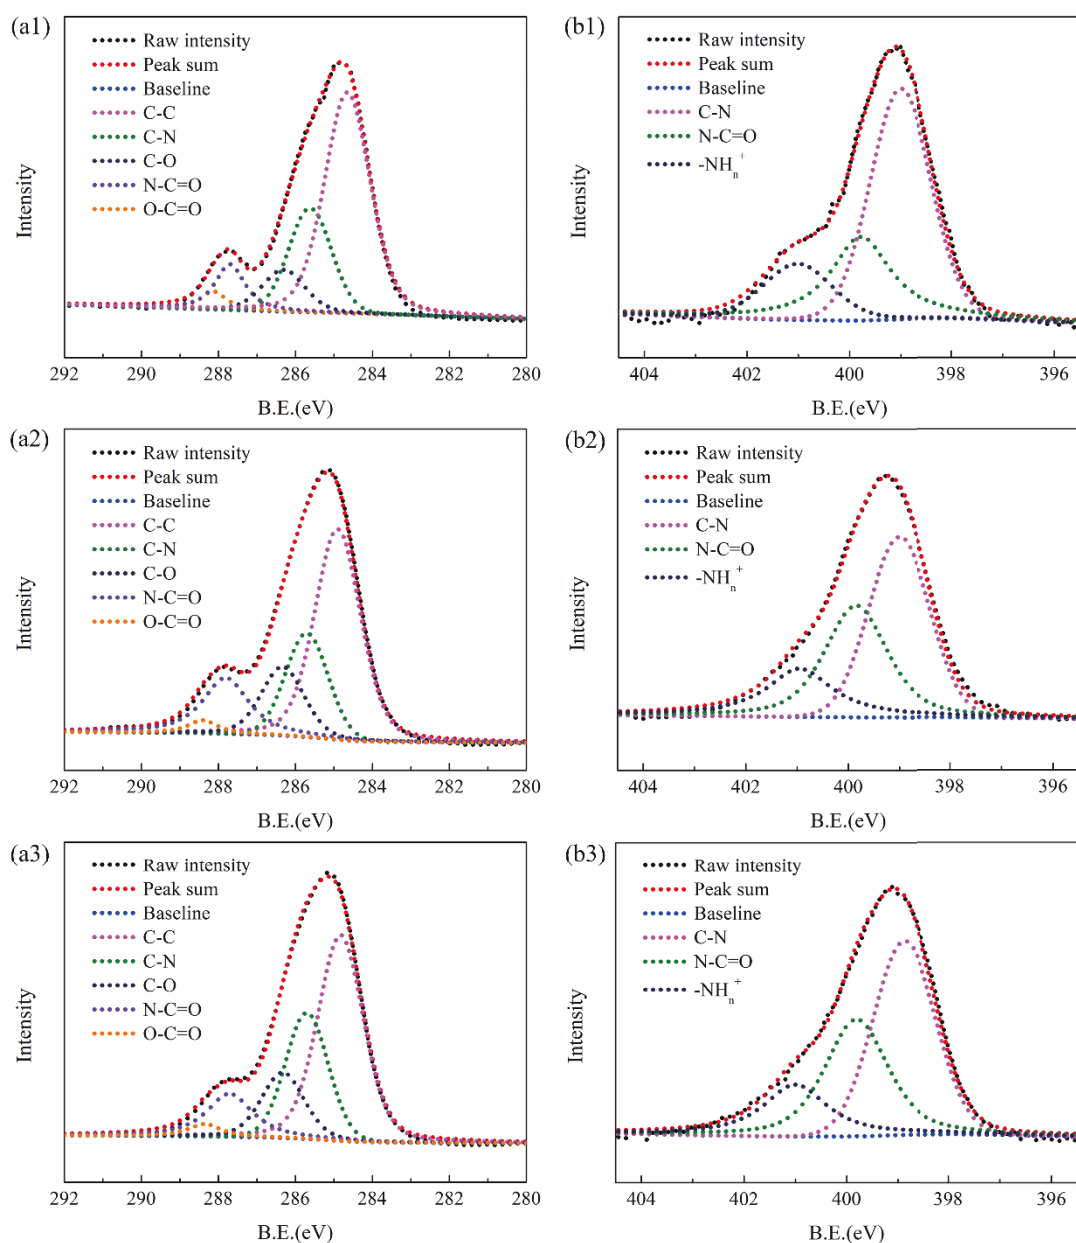 (a1)
Raw intensity
Peak sum
Baseline
C-C
C-N
C-O
N-C=O
O-C=O
Intensity
292 290 288 286 284 282 280
B.E.(eV)
(b1)
Raw intensity
Peak sum
Baseline
C-N
N-C=O
-NHₙ⁺
Intensity
404 402 400 398 396
B.E.(eV)
(a2)
Raw intensity
Peak sum
Baseline
C-C
C-N
C-O
N-C=O
O-C=O
Intensity
292 290 288 286 284 282 280
B.E.(eV)
(b2)
Raw intensity
Peak sum
Baseline
C-N
N-C=O
-NHₙ⁺
Intensity
404 402 400 398 396
B.E.(eV)
(a3)
Raw intensity
Peak sum
Baseline
C-C
C-N
C-O
N-C=O
O-C=O
Intensity
292 290 288 286 284 282 280
B.E.(eV)
(b3)
Raw intensity
Peak sum
Baseline
C-N
N-C=O
-NHₙ⁺
Intensity
404 402 400 398 396
B.E.(eV)